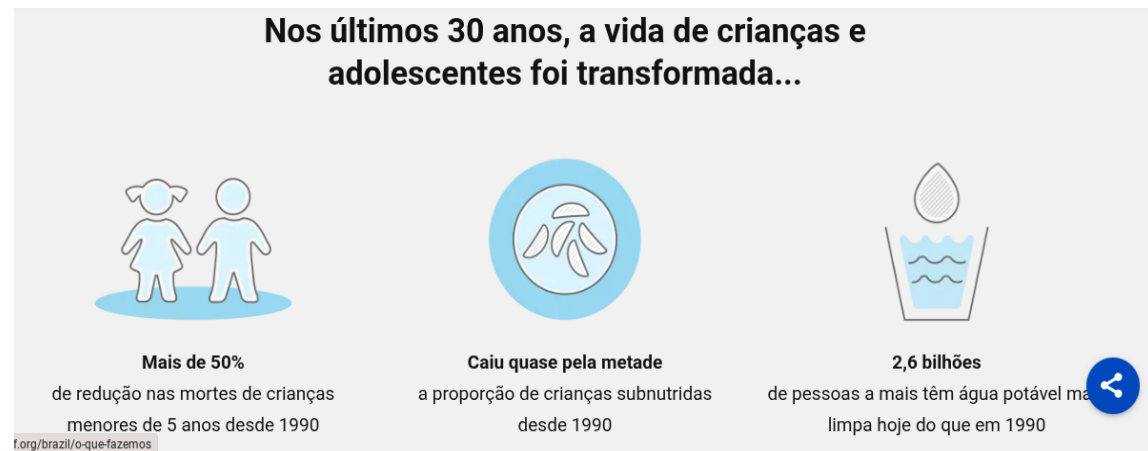 Nos últimos 30 anos, a vida de crianças e
adolescentes foi transformada...
Mais de 50%
de redução nas mortes de crianças
menores de 5 anos desde 1990
Caiu quase pela metade
a proporção de crianças subnutridas
desde 1990
2,6 bilhões
de pessoas a mais têm água potável
limpa hoje do que em 1990
f.org/brazil/o-que-fazemos